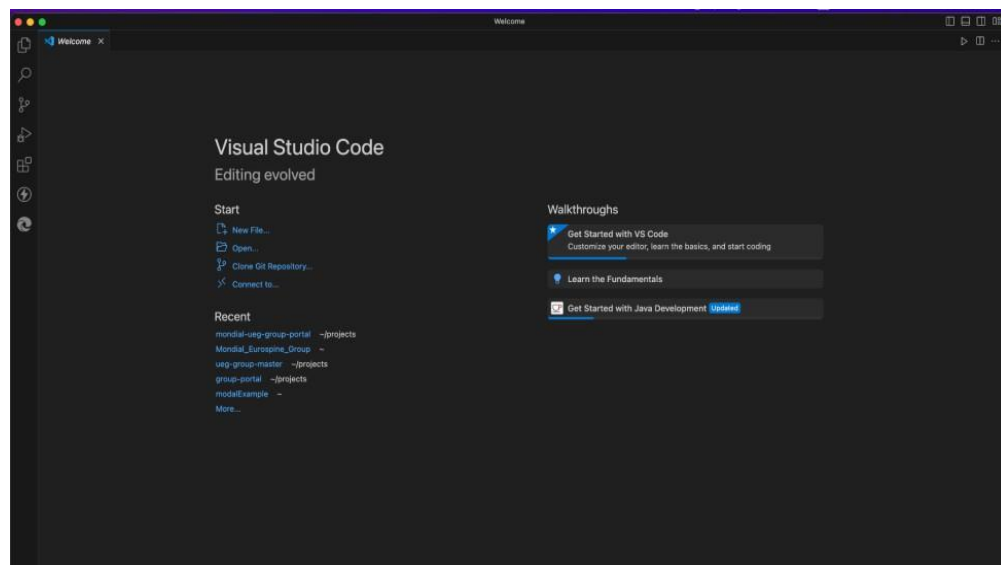 Welcome
Welcome
Visual Studio Code
Editing evolved
Start
New File...
Open...
Clone Git Repository...
Connect to...
Recent
mondial-ueg-group-portal ~/projects
Mondial_Eurospine_Group ~
ueg-group-master ~/projects
group-portal ~/projects
modalExample ~
More...
Walkthroughs
Get Started with VS Code
Customize your editor, learn the basics, and start coding
Learn the Fundamentals
Get Started with Java Development Updated